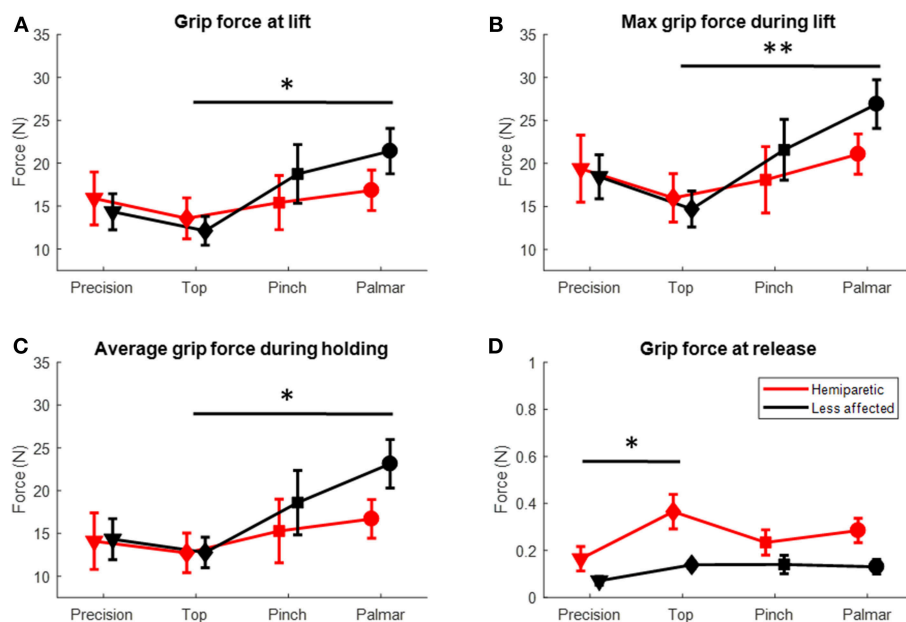 A
Grip force at lift
35
30
25
20
15
10
Force (N)
*
Precision Top Pinch Palmar
B
Max grip force during lift
35
30
25
20
15
10
Force (N)
**
Precision Top Pinch Palmar
C
Average grip force during holding
35
30
25
20
15
10
Force (N)
*
Precision Top Pinch Palmar
D
Grip force at release
1
0.8
0.6
0.4
0.2
0
Force (N)
*
Hemiparetic
Less affected
Precision Top Pinch Palmar